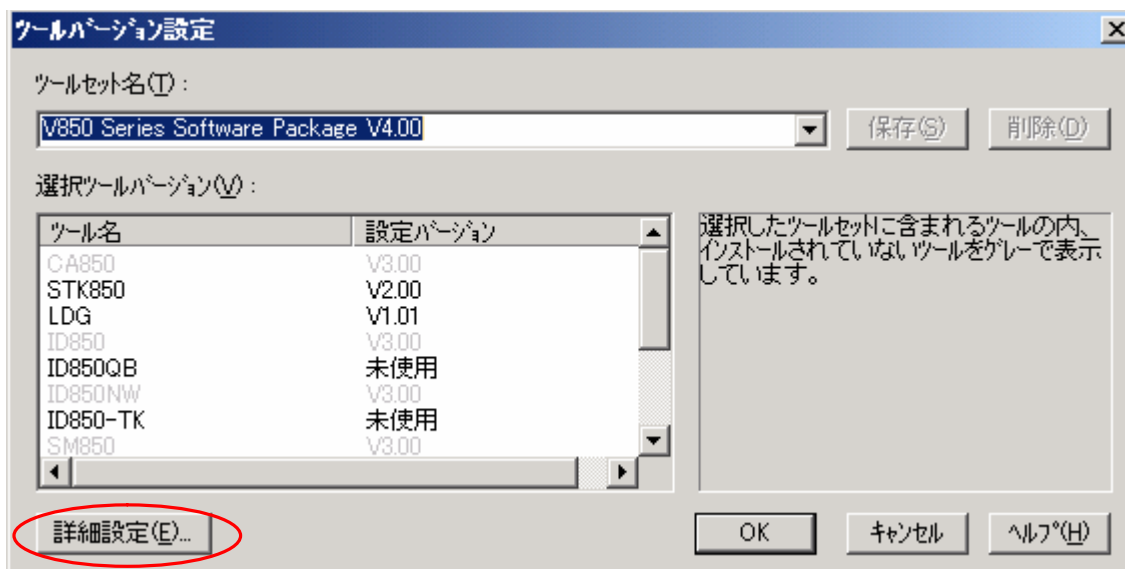 ツールバージョン設定
ツールセット名(T):
V850 Series Software Package V4.00
保存(S)
削除(D)
選択ツールバージョン(V):
ツール名 設定バージョン
CA850 V3.00
STK850 V2.00
LDG V1.01
ID850 V3.00
ID850QB 未使用
ID850NW V3.00
ID850-TK 未使用
SM850 V3.00
選択したツールセットに含まれるツールの内、
インストールされていないツールをグレーで表示
しています。
詳細設定(E)...
OK
キャンセル
ヘルプ(H)